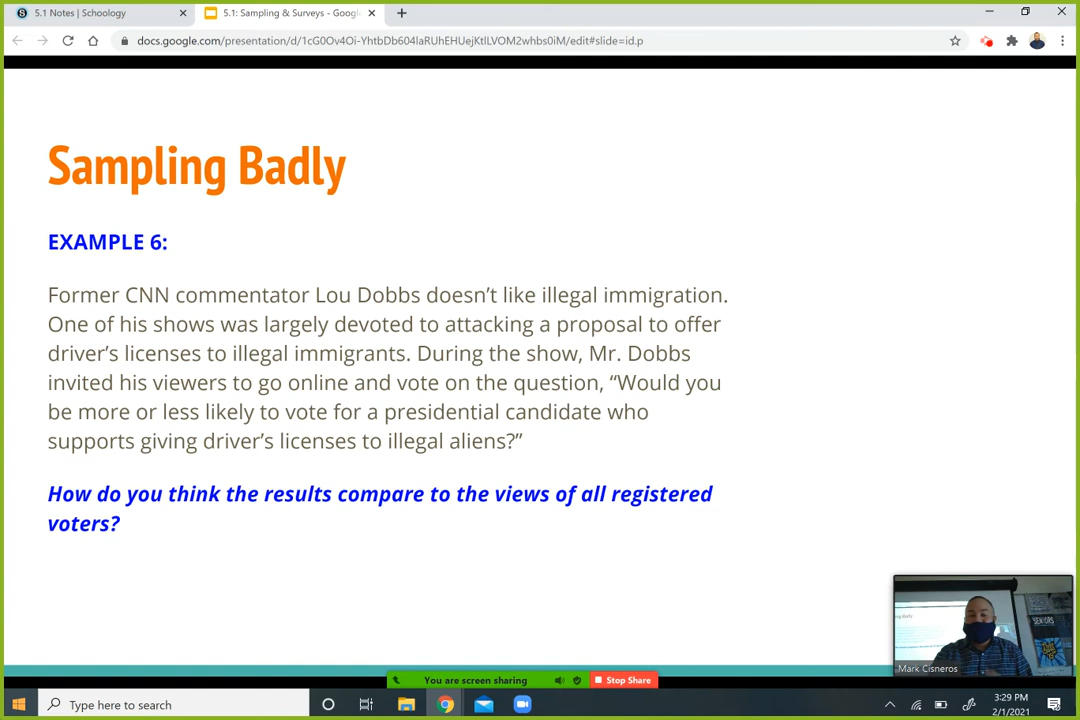 5.1 Notes | Schoology
5.1: Sampling & Surveys - Googl
docs.google.com/presentation/d/1cG0Ov4Oi-YhtbDb604laRUhEHUejKtlLVOM2whbs0iM/edit#slide=id.p
Sampling Badly
EXAMPLE 6:
Former CNN commentator Lou Dobbs doesn’t like illegal immigration.
One of his shows was largely devoted to attacking a proposal to offer
driver’s licenses to illegal immigrants. During the show, Mr. Dobbs
invited his viewers to go online and vote on the question, “Would you
be more or less likely to vote for a presidential candidate who
supports giving driver’s licenses to illegal aliens?”
How do you think the results compare to the views of all registered
voters?
SENIORS
Mark Cisneros
You are screen sharing
Stop Share
Type here to search
3:29 PM
2/1/2021